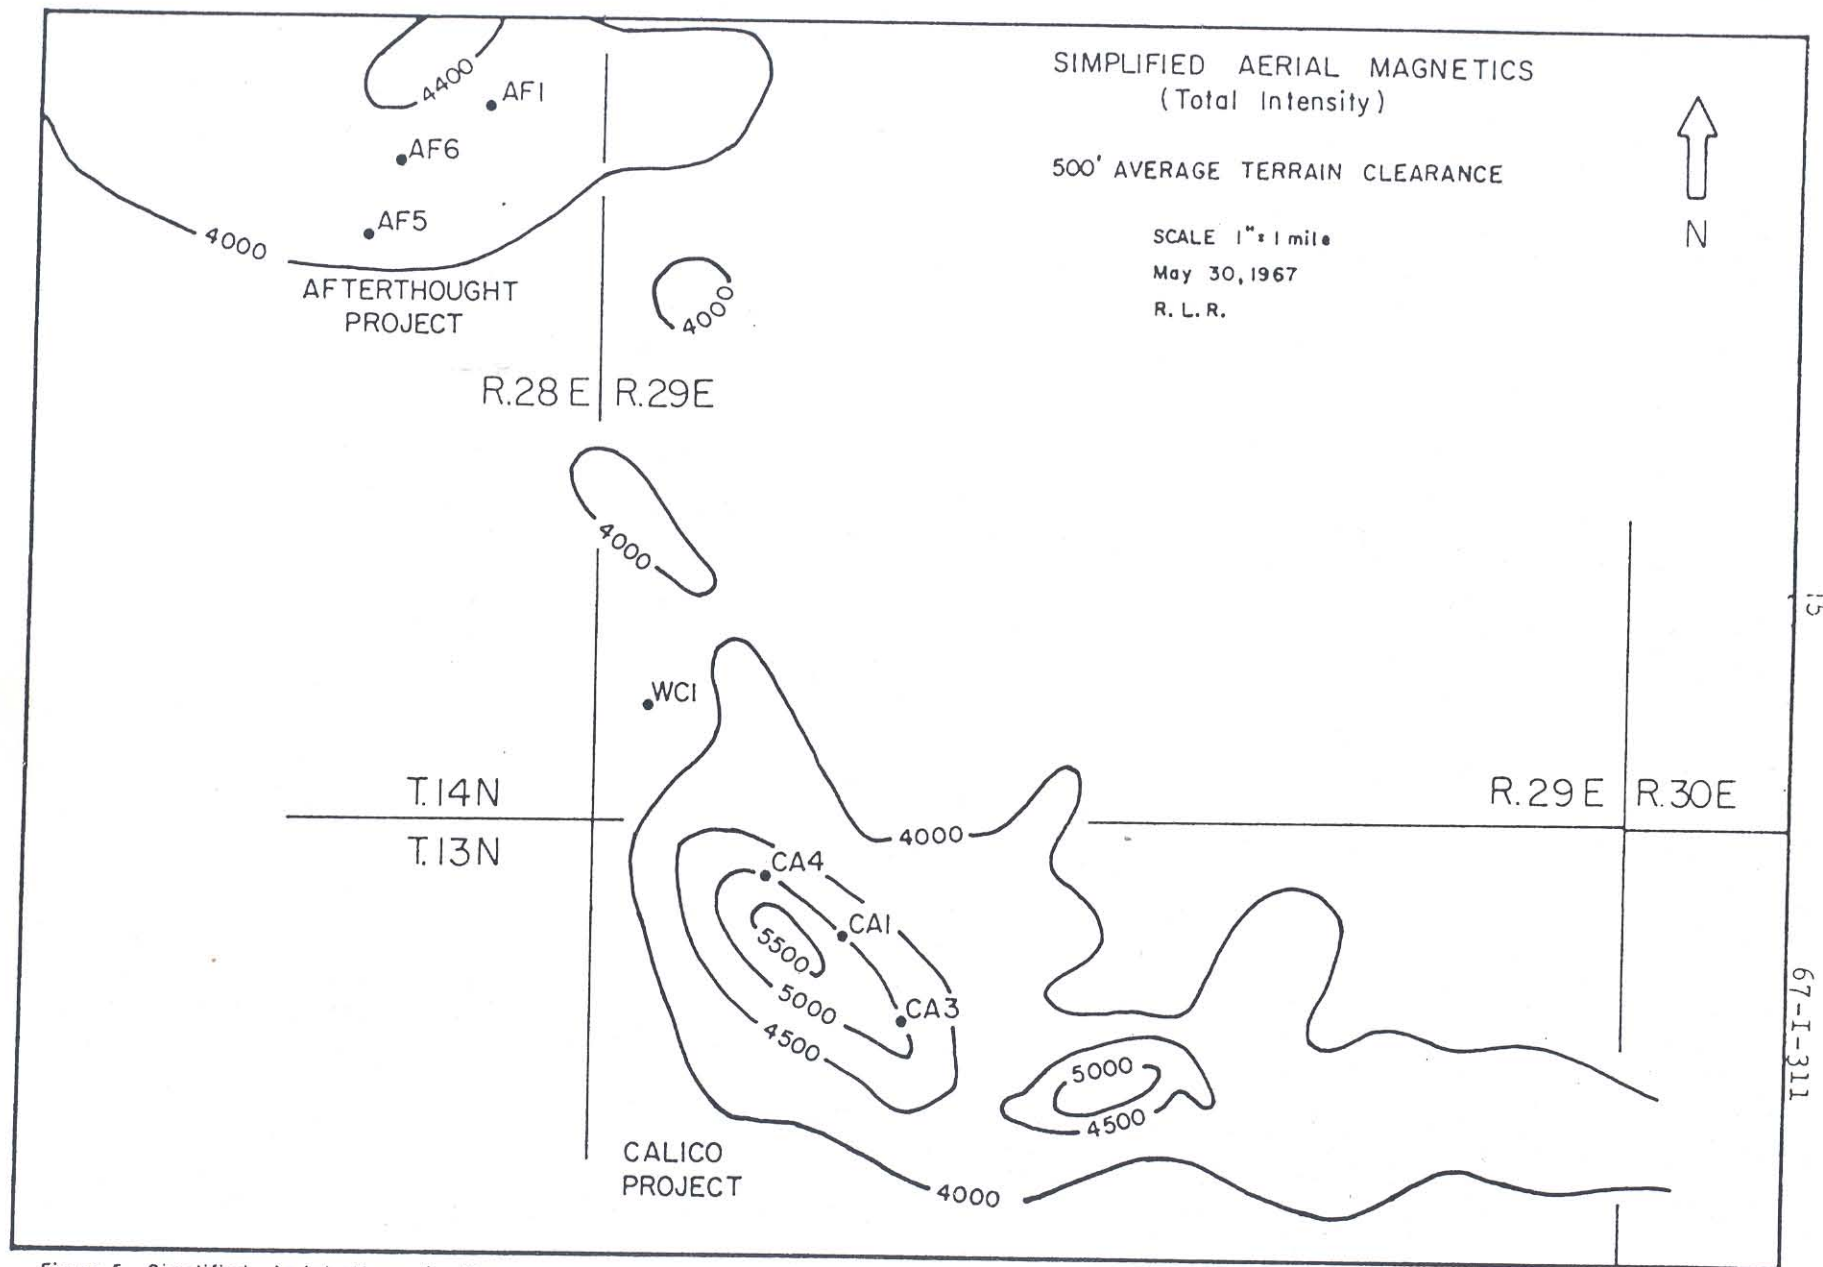 SIMPLIFIED AERIAL MAGNETICS
(Total Intensity)
500' AVERAGE TERRAIN CLEARANCE
SCALE 1"= 1 mile
May 30, 1967
R. L. R.
N
4400
AF1
AF6
AF5
4000
AFTERTHOUGHT
PROJECT
4000
R.28 E
R.29E
4000
WC1
T.14N
T.13N
R.29 E
R.30E
4000
CA4
CA1
CA3
5500
5000
4500
5000
4500
CALICO
PROJECT
4000
15
67-I-311